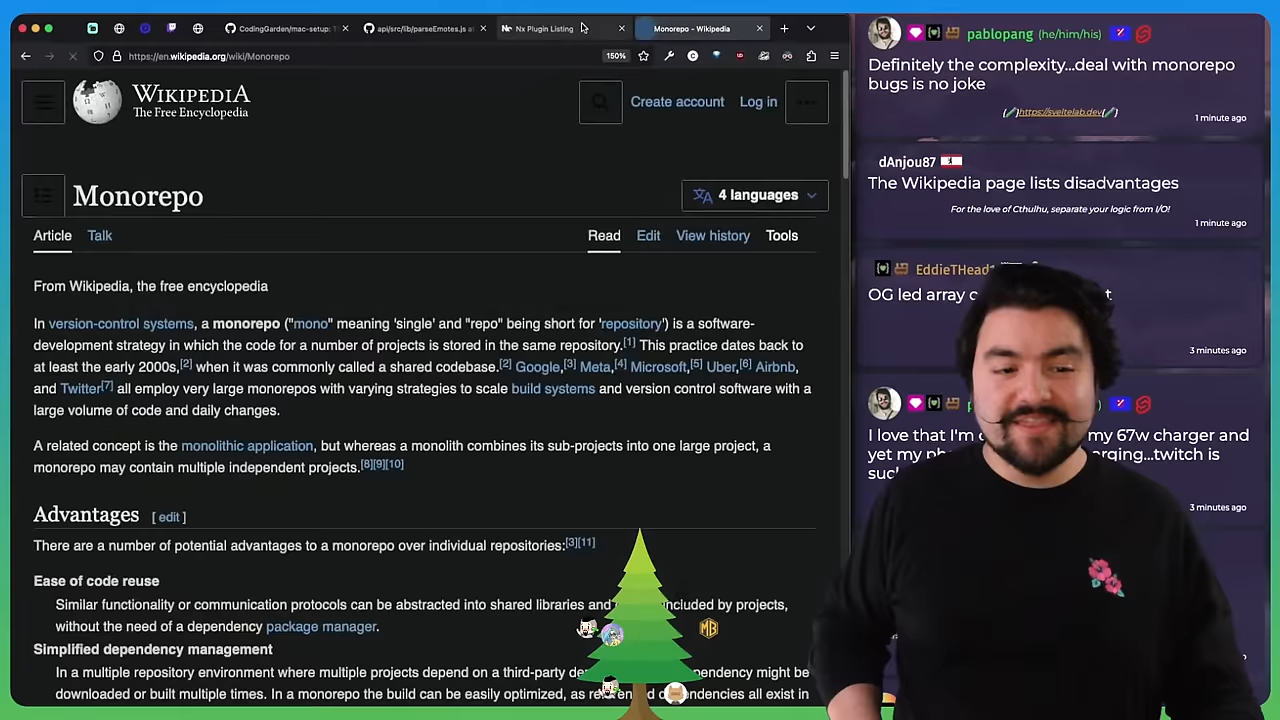 CodingGarden/mac-setup:
api/src/lib/parseEmotes.js a
Nx Plugin Listing
Monorepo - Wikipedia
https://en.wikipedia.org/wiki/Monorepo
150%
WIKIPEDIA
The Free Encyclopedia
Create account
Log in
Monorepo
4 languages
Article
Talk
Read
Edit
View history
Tools
From Wikipedia, the free encyclopedia
In version-control systems, a monorepo ("mono" meaning 'single' and "repo" being short for 'repository') is a software-
development strategy in which the code for a number of projects is stored in the same repository.[1] This practice dates back to
at least the early 2000s,[2] when it was commonly called a shared codebase.[2] Google,[3] Meta,[4] Microsoft,[5] Uber,[6] Airbnb,
and Twitter[7] all employ very large monorepos with varying strategies to scale build systems and version control software with a
large volume of code and daily changes.
A related concept is the monolithic application, but whereas a monolith combines its sub-projects into one large project, a
monorepo may contain multiple independent projects.[8][9][10]
Advantages [ edit ]
There are a number of potential advantages to a monorepo over individual repositories:[3][11]
Ease of code reuse
Similar functionality or communication protocols can be abstracted into shared libraries and included by projects,
without the need of a dependency package manager.
Simplified dependency management
In a multiple repository environment where multiple projects depend on a third-party dependency might be
downloaded or built multiple times. In a monorepo the build can be easily optimized, as dependencies all exist in
MB
pablopang (he/him/his)
Definitely the complexity...deal with monorepo
bugs is no joke
https://sveltelab.dev
1 minute ago
dAnjou87
The Wikipedia page lists disadvantages
For the love of Cthulhu, separate your logic from I/O!
1 minute ago
EddieTHead1
OG led array
3 minutes ago
I love that I'm my 67w charger and
yet my charging...twitch is
3 minutes ago